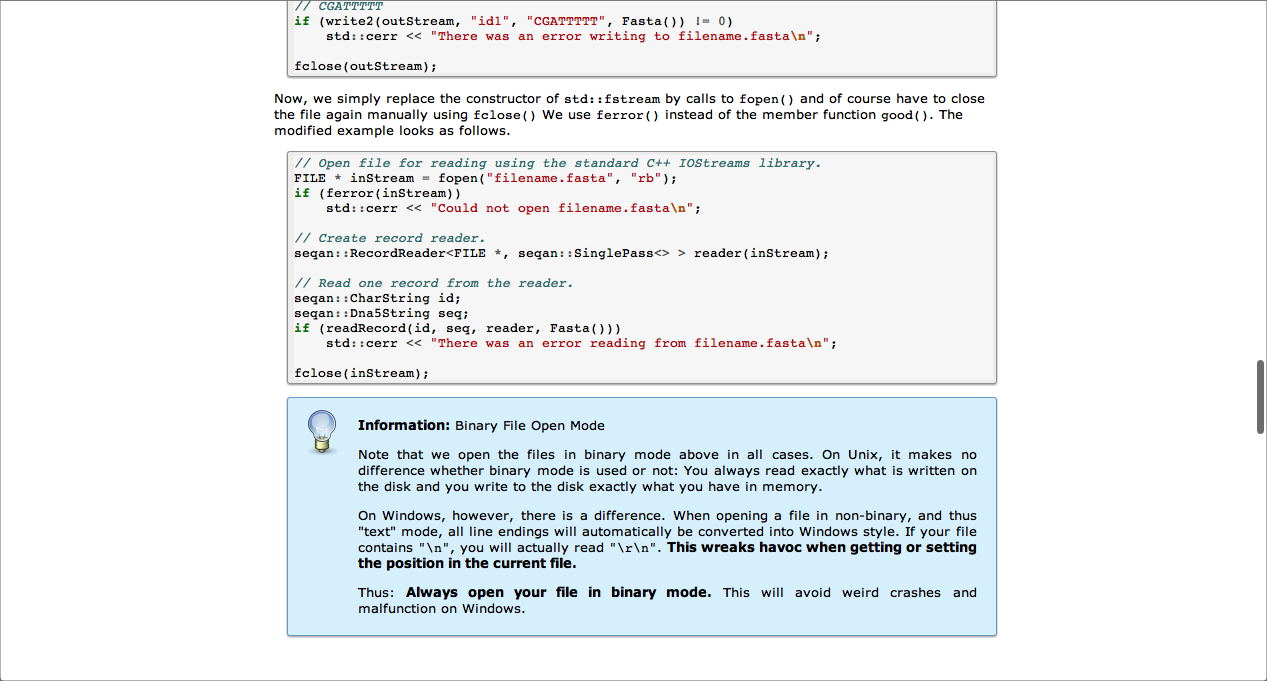 // CGATTTTT
if (write2(outStream, "id1", "CGATTTTT", Fasta()) != 0)
    std::cerr << "There was an error writing to filename.fasta\n";

fclose(outStream);
Now, we simply replace the constructor of std::fstream by calls to fopen() and of course have to close
the file again manually using fclose() We use ferror() instead of the member function good(). The
modified example looks as follows.
// Open file for reading using the standard C++ IOStreams library.
FILE * inStream = fopen("filename.fasta", "rb");
if (ferror(inStream))
    std::cerr << "Could not open filename.fasta\n";

// Create record reader.
seqan::RecordReader<FILE *, seqan::SinglePass<> > reader(inStream);

// Read one record from the reader.
seqan::CharString id;
seqan::Dna5String seq;
if (readRecord(id, seq, reader, Fasta()))
    std::cerr << "There was an error reading from filename.fasta\n";

fclose(inStream);
Information: Binary File Open Mode
Note that we open the files in binary mode above in all cases. On Unix, it makes no
difference whether binary mode is used or not: You always read exactly what is written on
the disk and you write to the disk exactly what you have in memory.
On Windows, however, there is a difference. When opening a file in non-binary, and thus
"text" mode, all line endings will automatically be converted into Windows style. If your file
contains "\n", you will actually read "\r\n". This wreaks havoc when getting or setting
the position in the current file.
Thus: Always open your file in binary mode. This will avoid weird crashes and
malfunction on Windows.